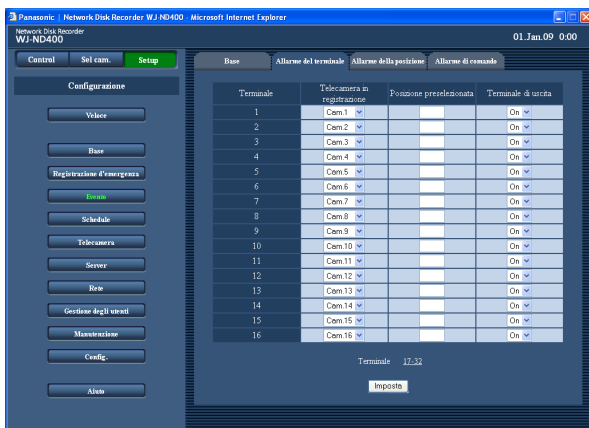 Panasonic | Network Disk Recorder WJ-ND400 - Microsoft Internet Explorer
Network Disk Recorder
WJ-ND400
01.Jan.09 0:00
Control Sel cam. Setup
Base Allarme del terminale Allarme della posizione Allarme di comando
Configurazione
Veloce
Base
Registrazione d'emergenza
Evento
Schedule
Telecamera
Server
Rete
Gestione degli utenti
Manutenzione
Config.
Aiuto
Terminale Telecamera in registrazione Posizione preselezionata Terminale di uscita
1 Cam.1 On
2 Cam.2 On
3 Cam.3 On
4 Cam.4 On
5 Cam.5 On
6 Cam.6 On
7 Cam.7 On
8 Cam.8 On
9 Cam.9 On
10 Cam.10 On
11 Cam.11 On
12 Cam.12 On
13 Cam.13 On
14 Cam.14 On
15 Cam.15 On
16 Cam.16 On
Terminale 17-32
Imposta